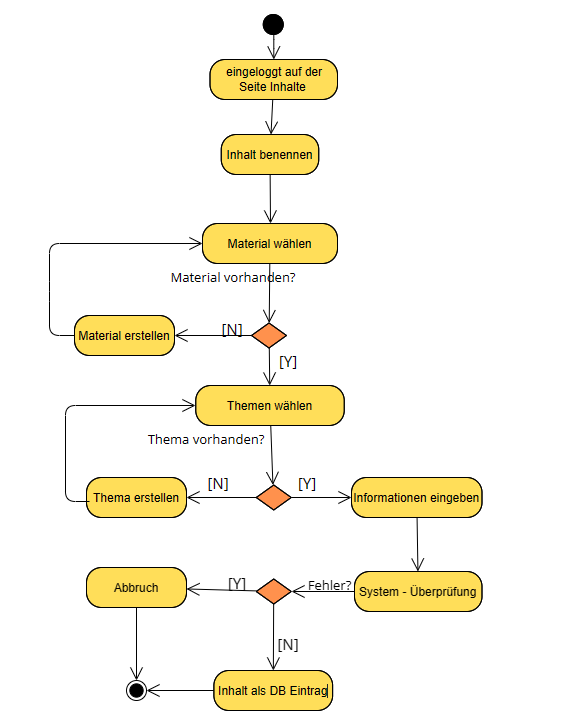 eingeloggt auf der
Seite Inhalte
Inhalt benennen
Material wählen
Material vorhanden?
Material erstellen
[N]
[Y]
Themen wählen
Thema vorhanden?
Thema erstellen
[N]
[Y]
Informationen eingeben
Abbruch
[Y]
Fehler?
System - Überprüfung
[N]
Inhalt als DB Eintrag